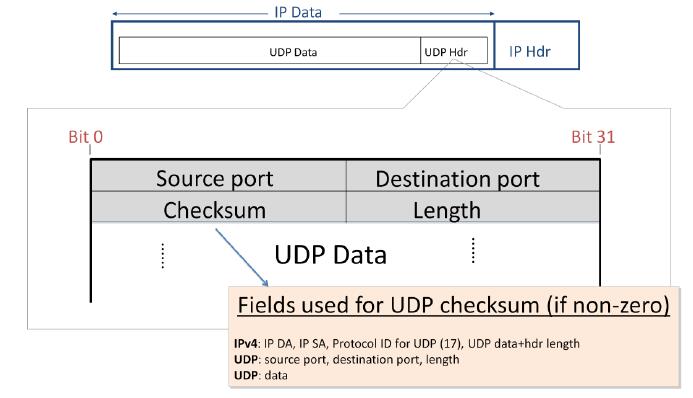 IP Data
UDP Data
UDP Hdr
IP Hdr
Bit 0
Bit 31
Source port
Destination port
Checksum
Length
UDP Data
Fields used for UDP checksum (if non-zero)
IPv4: IP DA, IP SA, Protocol ID for UDP (17), UDP data+hdr length
UDP: source port, destination port, length
UDP: data